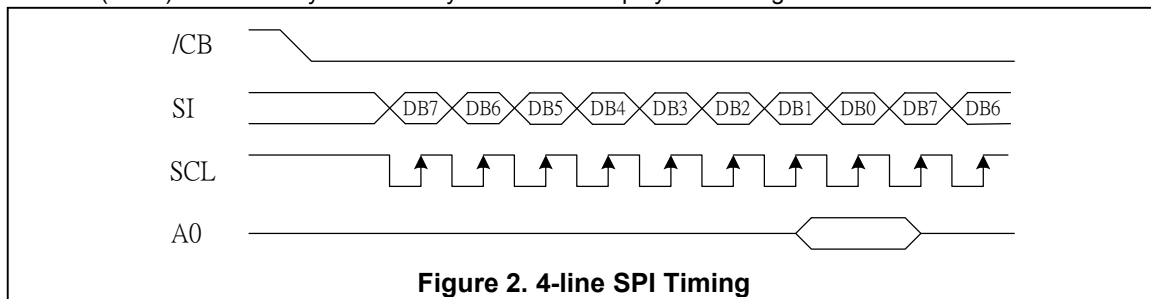 /CB
SI DB7 DB6 DB5 DB4 DB3 DB2 DB1 DB0 DB7 DB6
SCL
A0
Figure 2. 4-line SPI Timing